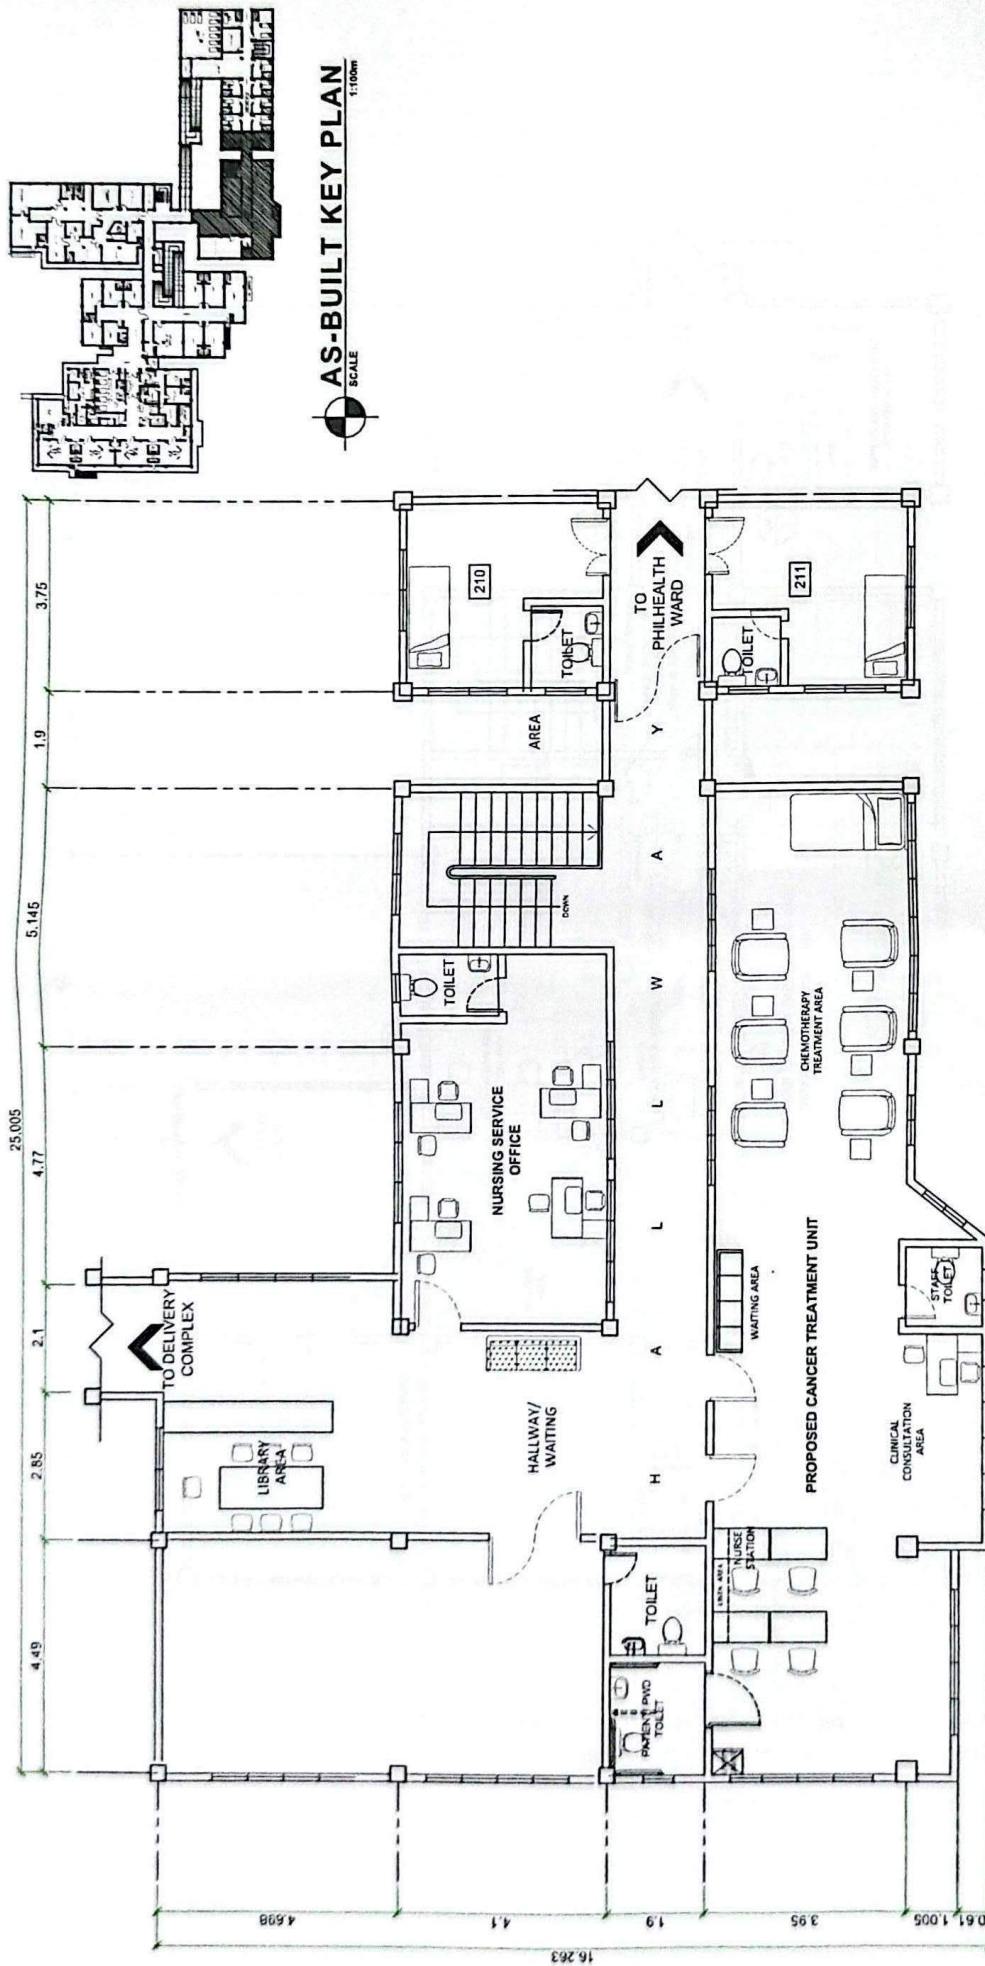 AS-BUILT KEY PLAN
SCALE
1:100m
25.005
4.49
2.85
2.1
4.77
5.145
1.9
3.75
16.263
4.698
4.1
1.9
3.95
1.005
0.61
TO DELIVERY
COMPLEX
LIBRARY
AREA
HALLWAY/
WAITING
NURSING SERVICE
OFFICE
TOILET
DOWN
AREA
210
TOILET
TO
PHILHEALTH
WARD
H A L L W A Y
211
TOILET
TOILET
PATIENT/PWD
TOILET
LINEN AREA
NURSE
STATION
WAITING AREA
PROPOSED CANCER TREATMENT UNIT
CHEMOTHERAPY
TREATMENT AREA
CLINICAL
CONSULTATION
AREA
STAFF
TOILET